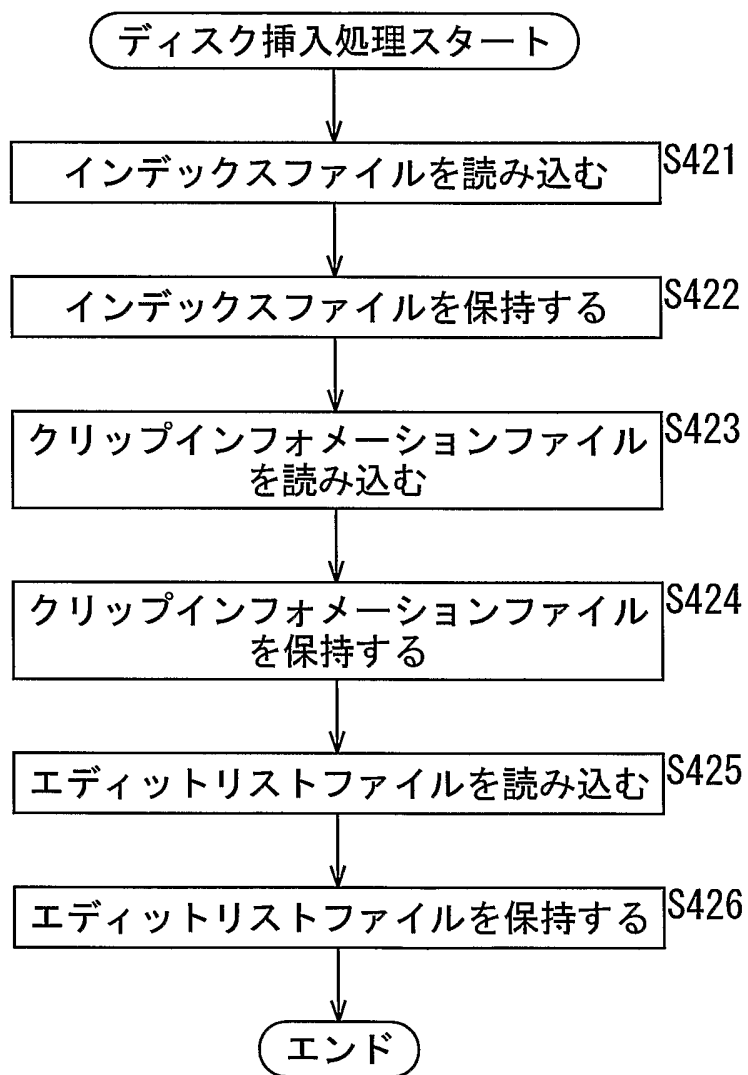 ディスク挿入処理スタート
インデックスファイルを読み込む
S421
インデックスファイルを保持する
S422
クリップインフォメーションファイル
を読み込む
S423
クリップインフォメーションファイル
を保持する
S424
エディットリストファイルを読み込む
S425
エディットリストファイルを保持する
S426
エンド